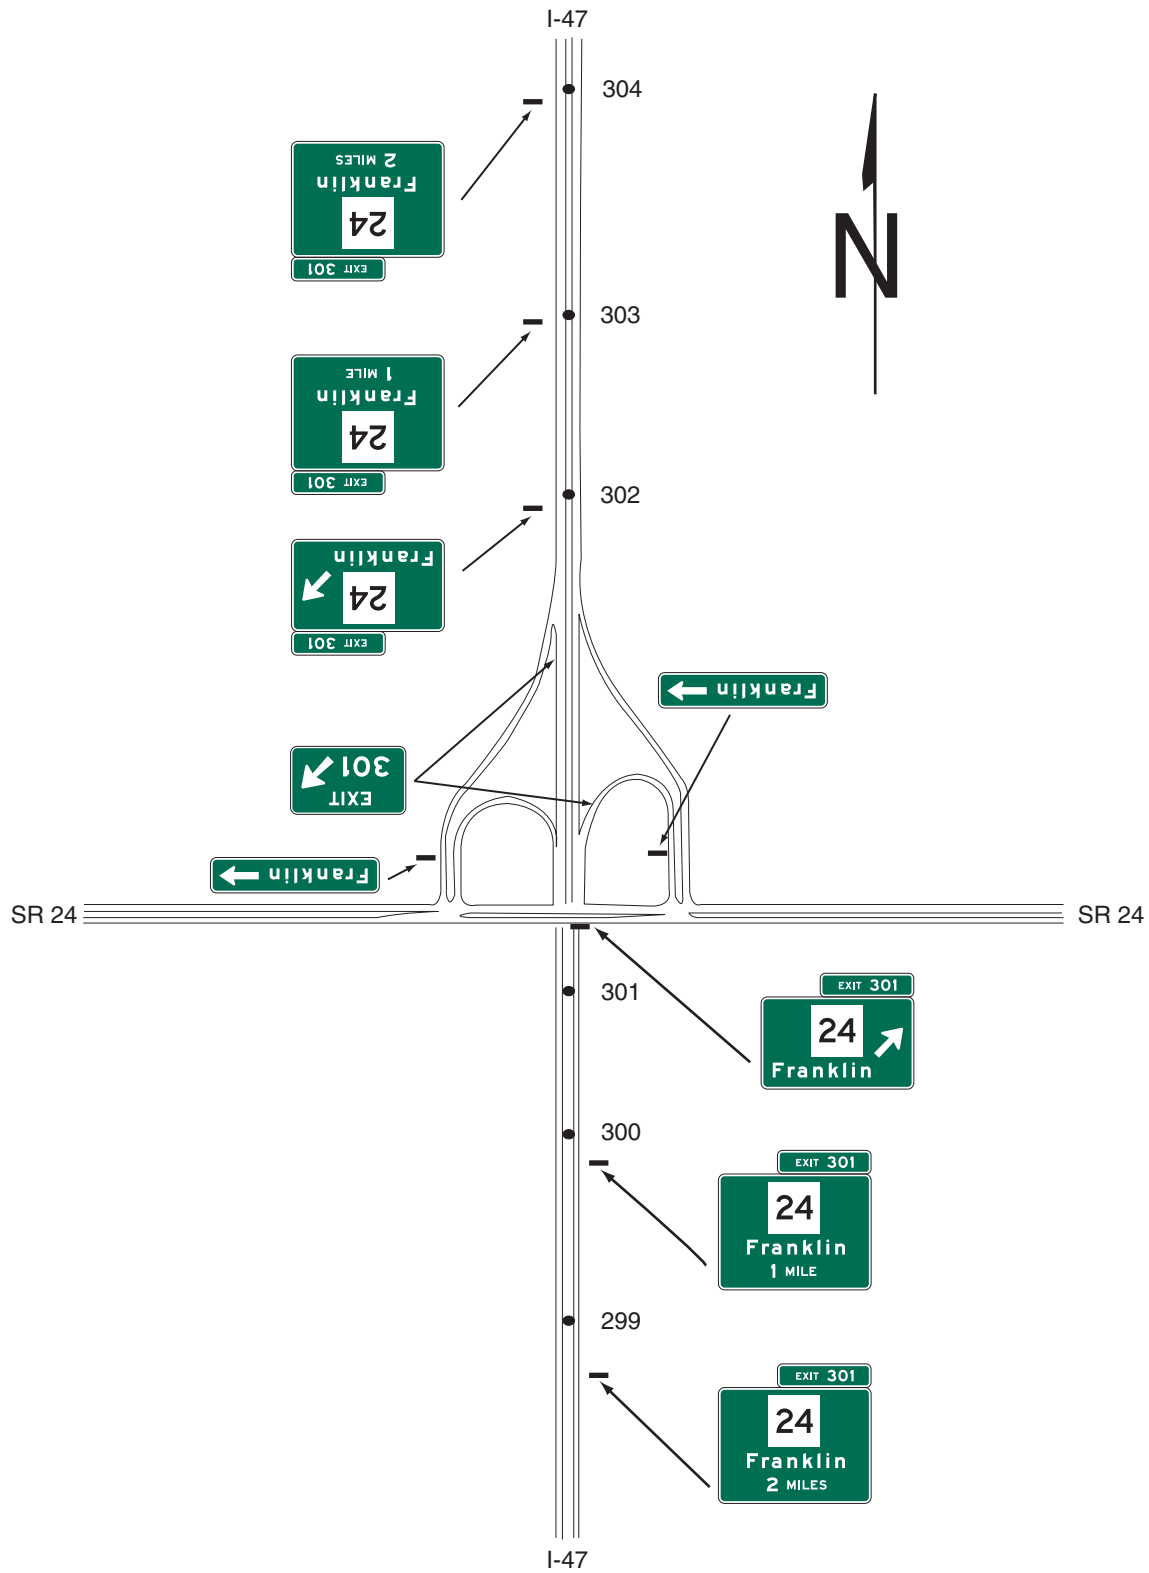 I-47
304
EXIT 301
24
Franklin
2 MILES
N
303
EXIT 301
24
Franklin
1 MILE
302
EXIT 301
24
Franklin
Franklin
EXIT
301
Franklin
SR 24
SR 24
301
EXIT 301
24
Franklin
300
EXIT 301
24
Franklin
1 MILE
299
EXIT 301
24
Franklin
2 MILES
I-47